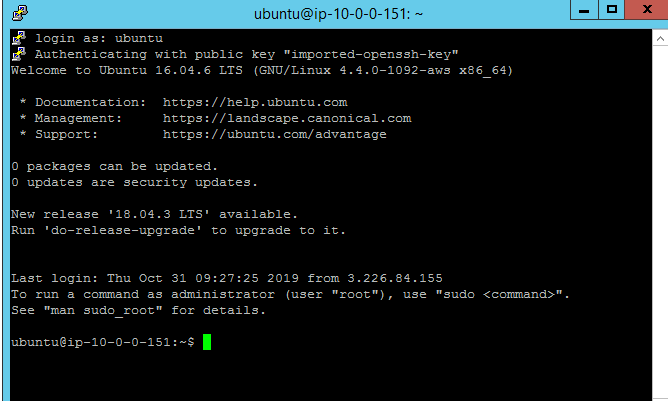 ubuntu@ip-10-0-0-151: ~
login as: ubuntu
Authenticating with public key "imported-openssh-key"
Welcome to Ubuntu 16.04.6 LTS (GNU/Linux 4.4.0-1092-aws x86_64)
* Documentation:  https://help.ubuntu.com
* Management:     https://landscape.canonical.com
* Support:        https://ubuntu.com/advantage
0 packages can be updated.
0 updates are security updates.
New release '18.04.3 LTS' available.
Run 'do-release-upgrade' to upgrade to it.
Last login: Thu Oct 31 09:27:25 2019 from 3.226.84.155
To run a command as administrator (user "root"), use "sudo <command>".
See "man sudo_root" for details.
ubuntu@ip-10-0-0-151:~$